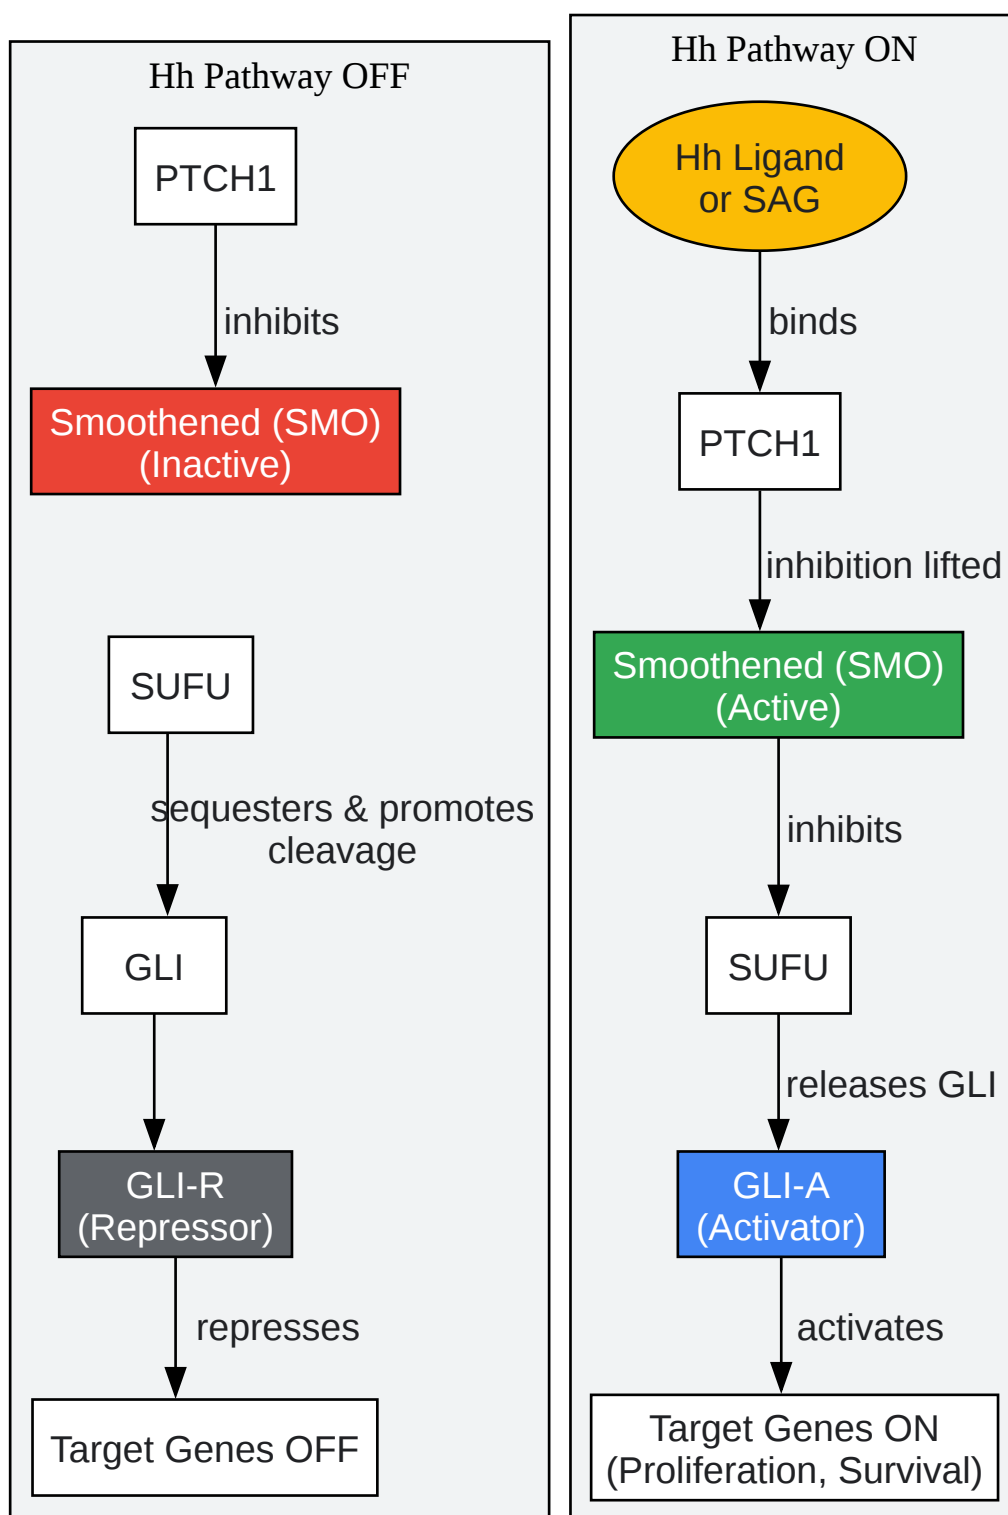 Hh Pathway OFF
PTCH1
inhibits
Smoothened (SMO)
(Inactive)
SUFU
sequesters & promotes
cleavage
GLI
GLI-R
(Repressor)
represses
Target Genes OFF
Hh Pathway ON
Hh Ligand
or SAG
binds
PTCH1
inhibition lifted
Smoothened (SMO)
(Active)
inhibits
SUFU
releases GLI
GLI-A
(Activator)
activates
Target Genes ON
(Proliferation, Survival)